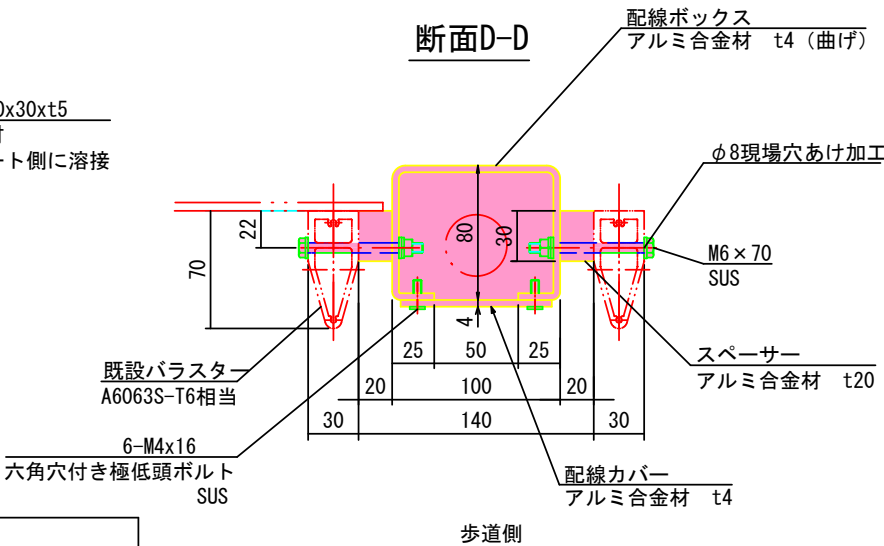 断面D-D
配線ボックス
アルミ合金材 t4（曲げ）
0x30xt5
ート側に溶接
φ8現場穴あけ加工
22
70
80
30
M6×70
SUS
4
25
50
25
スペーサー
アルミ合金材 t20
既設バラスター
A6063S-T6相当
20
100
20
30
140
30
6-M4x16
六角穴付き極低頭ボルト
SUS
配線カバー
アルミ合金材 t4
歩道側